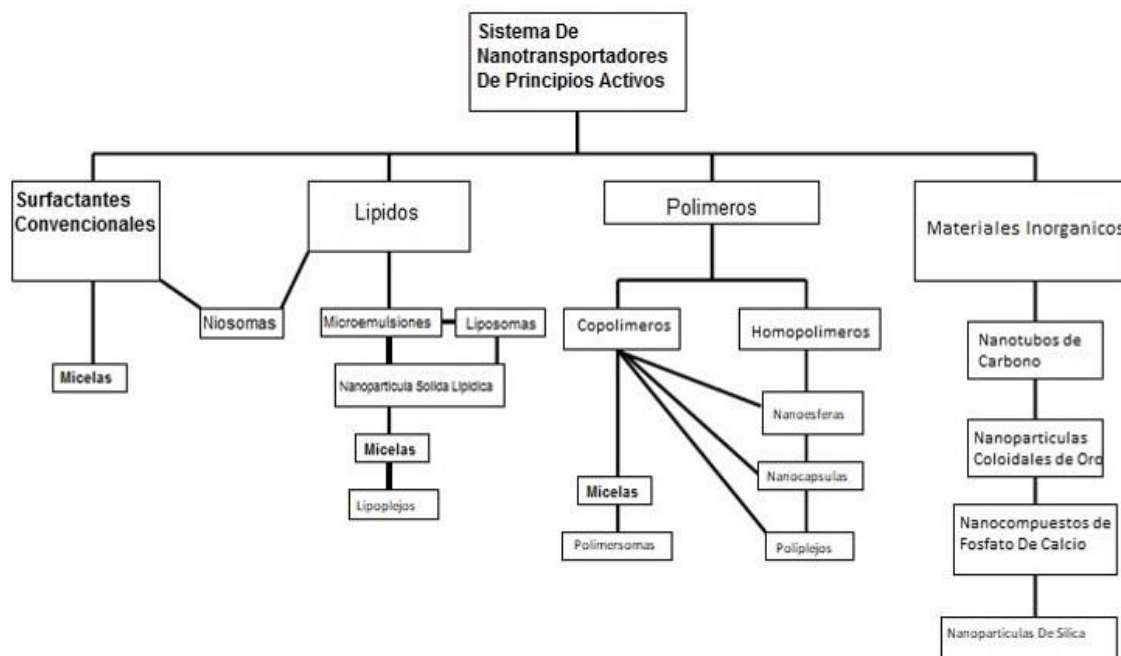 Sistema De
Nanotransportadores
De Principios Activos
Surfactantes
Convencionales
Lipidos
Polimeros
Materiales Inorganicos
Niosomas
Microemulsiones
Liposomas
Copolimeros
Homopolimeros
Nanotubos de
Carbono
Micelas
Nanoparticula Solida Lipidica
Nanoesferas
Micelas
Nanoparticulas
Coloidales de Oro
Nanocapsulas
Lipoplejos
Micelas
Nanocompuestos de
Fosfato De Calcio
Polimersomas
Poliplejos
Nanoparticulas De Silica